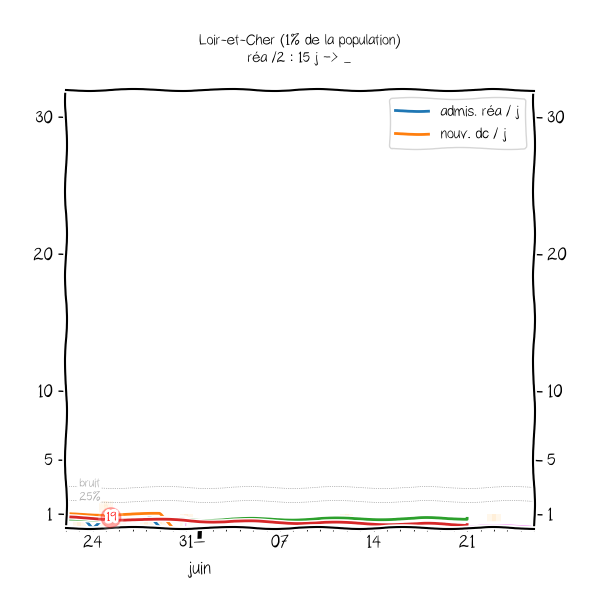 Loir-et-Cher (1% de la population)
réa /2 : 15 j -> _
admis. réa / j
nouv. dc / j
30
30
20
20
10
10
5
5
bruit
25%
1
19
1
24
31
07
14
21
juin